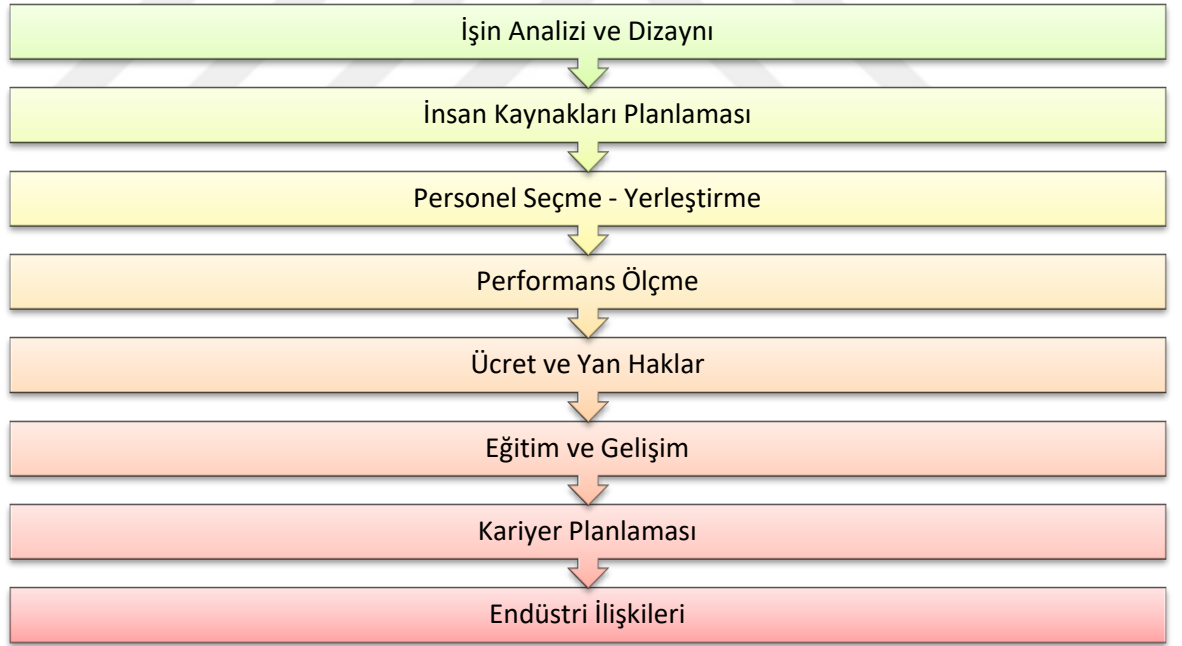 İşin Analizi ve Dizaynı
İnsan Kaynakları Planlaması
Personel Seçme - Yerleştirme
Performans Ölçme
Ücret ve Yan Haklar
Eğitim ve Gelişim
Kariyer Planlaması
Endüstri İlişkileri